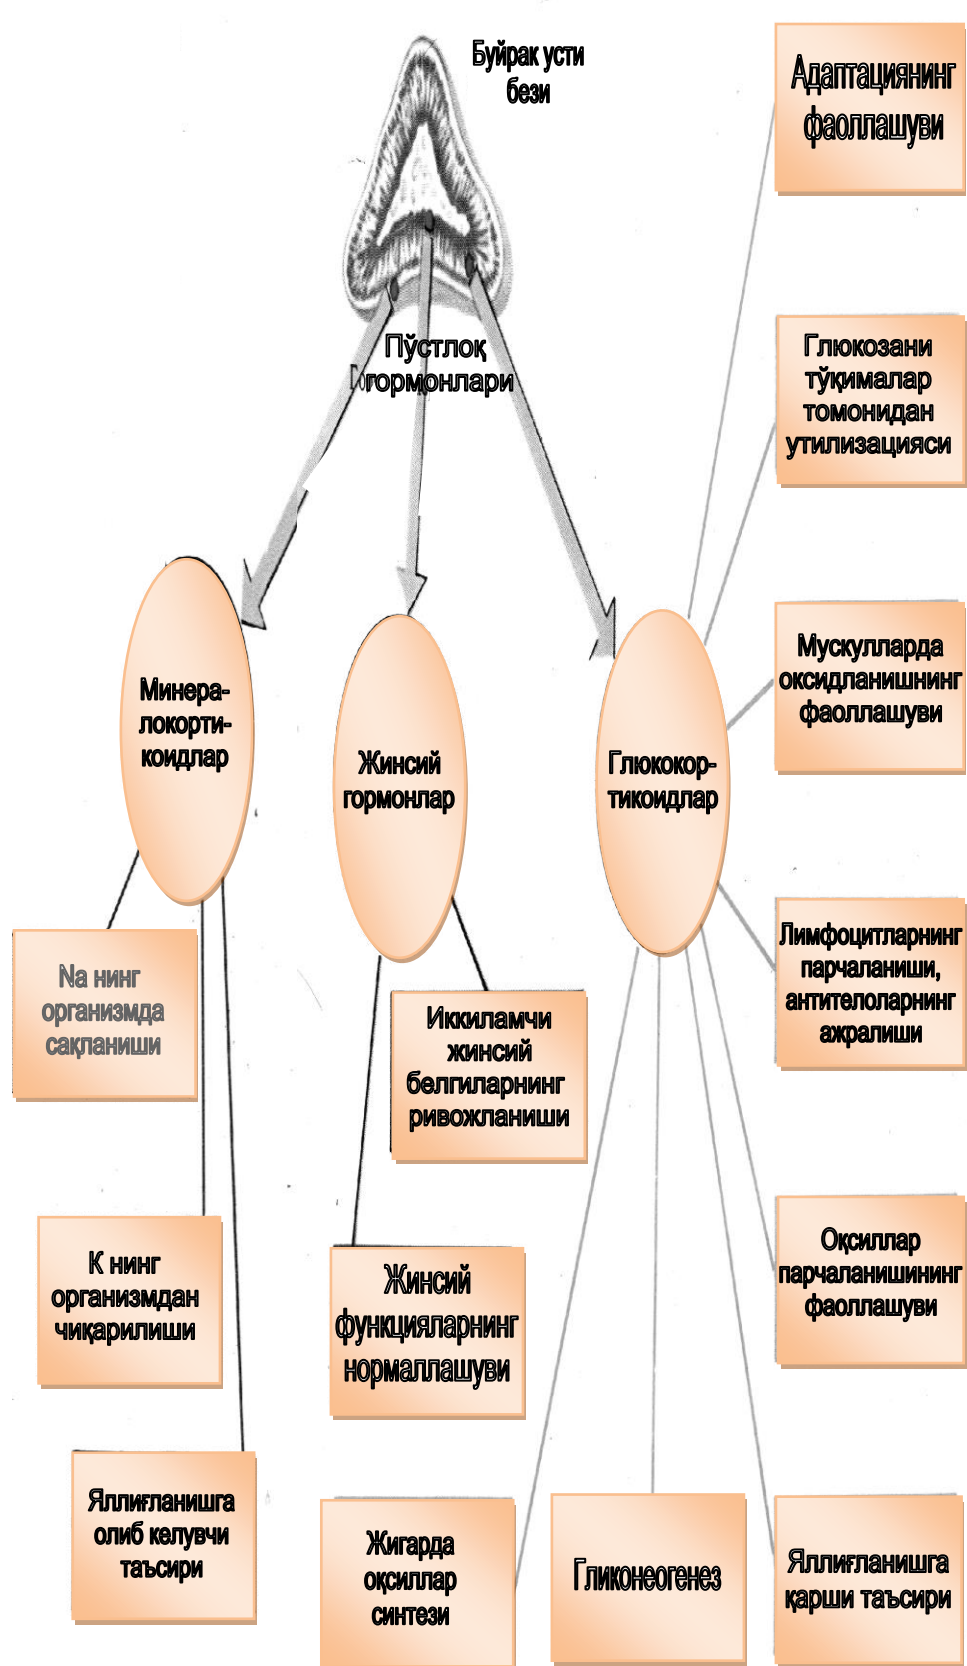 Буйрак усти
бези
Пўстлоқ
гормонлари
Адаптациянинг
фаоллашуви
Глюкозани
тўқималар
томонидан
утилизацияси
Мускулларда
оксидланишнинг
фаоллашуви
Лимфоцитларнинг
парчаланиши,
антителоларнинг
ажралиши
Оқсиллар
парчаланишининг
фаоллашуви
Яллиғланишга
қарши таъсири
Гликонеогенез
Жигарда
оқсиллар
синтези
Глюкокор-
тикоидлар
Жинсий
гормонлар
Иккиламчи
жинсий
белгиларнинг
ривожланиши
Жинсий
функцияларнинг
нормаллашуви
Минера-
локорти-
коидлар
Na нинг
организмда
сақланиши
К нинг
организмдан
чиқарилиши
Яллиғланишга
олиб келувчи
таъсири